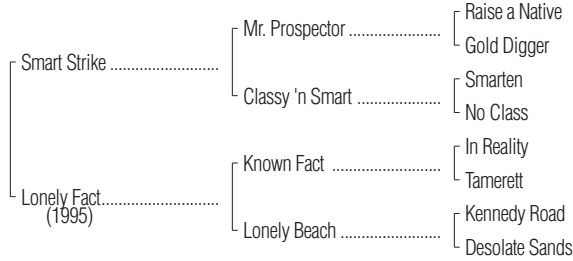 Raise a Native
Mr. Prospector ....................
Gold Digger
Smart Strike ........................
Smarten
Classy 'n Smart ..................
No Class
In Reality
Known Fact .......................
Tamerett
Lonely Fact..........................
(1995)
Kennedy Road
Lonely Beach .....................
Desolate Sands